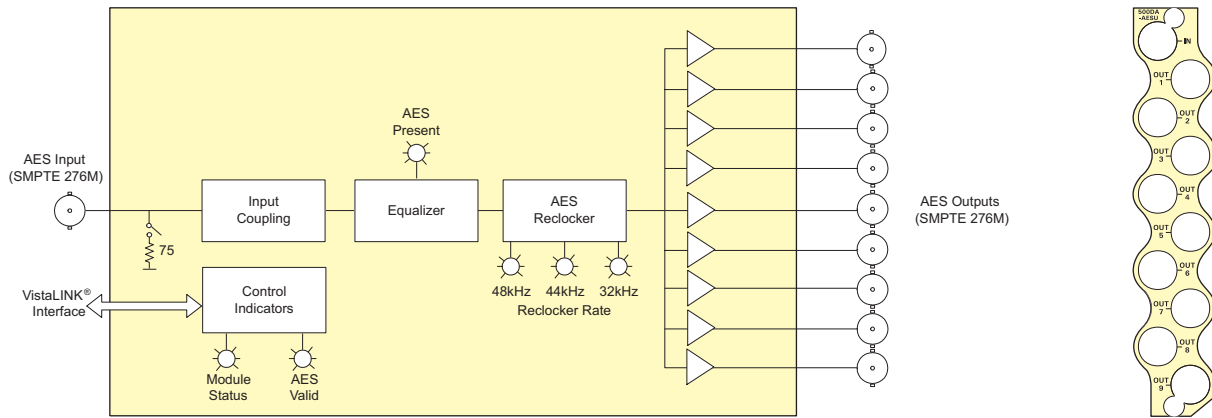 AES Input
(SMPTE 276M)
75
Input
Coupling
AES
Present
Equalizer
AES
Reclocker
48kHz
44kHz
32kHz
Reclocker Rate
VistaLINK®
Interface
Control
Indicators
Module
Status
AES
Valid
AES Outputs
(SMPTE 276M)
500DA
-AESU
IN
OUT
1
OUT
2
OUT
3
OUT
4
OUT
5
OUT
6
OUT
7
OUT
8
OUT
9